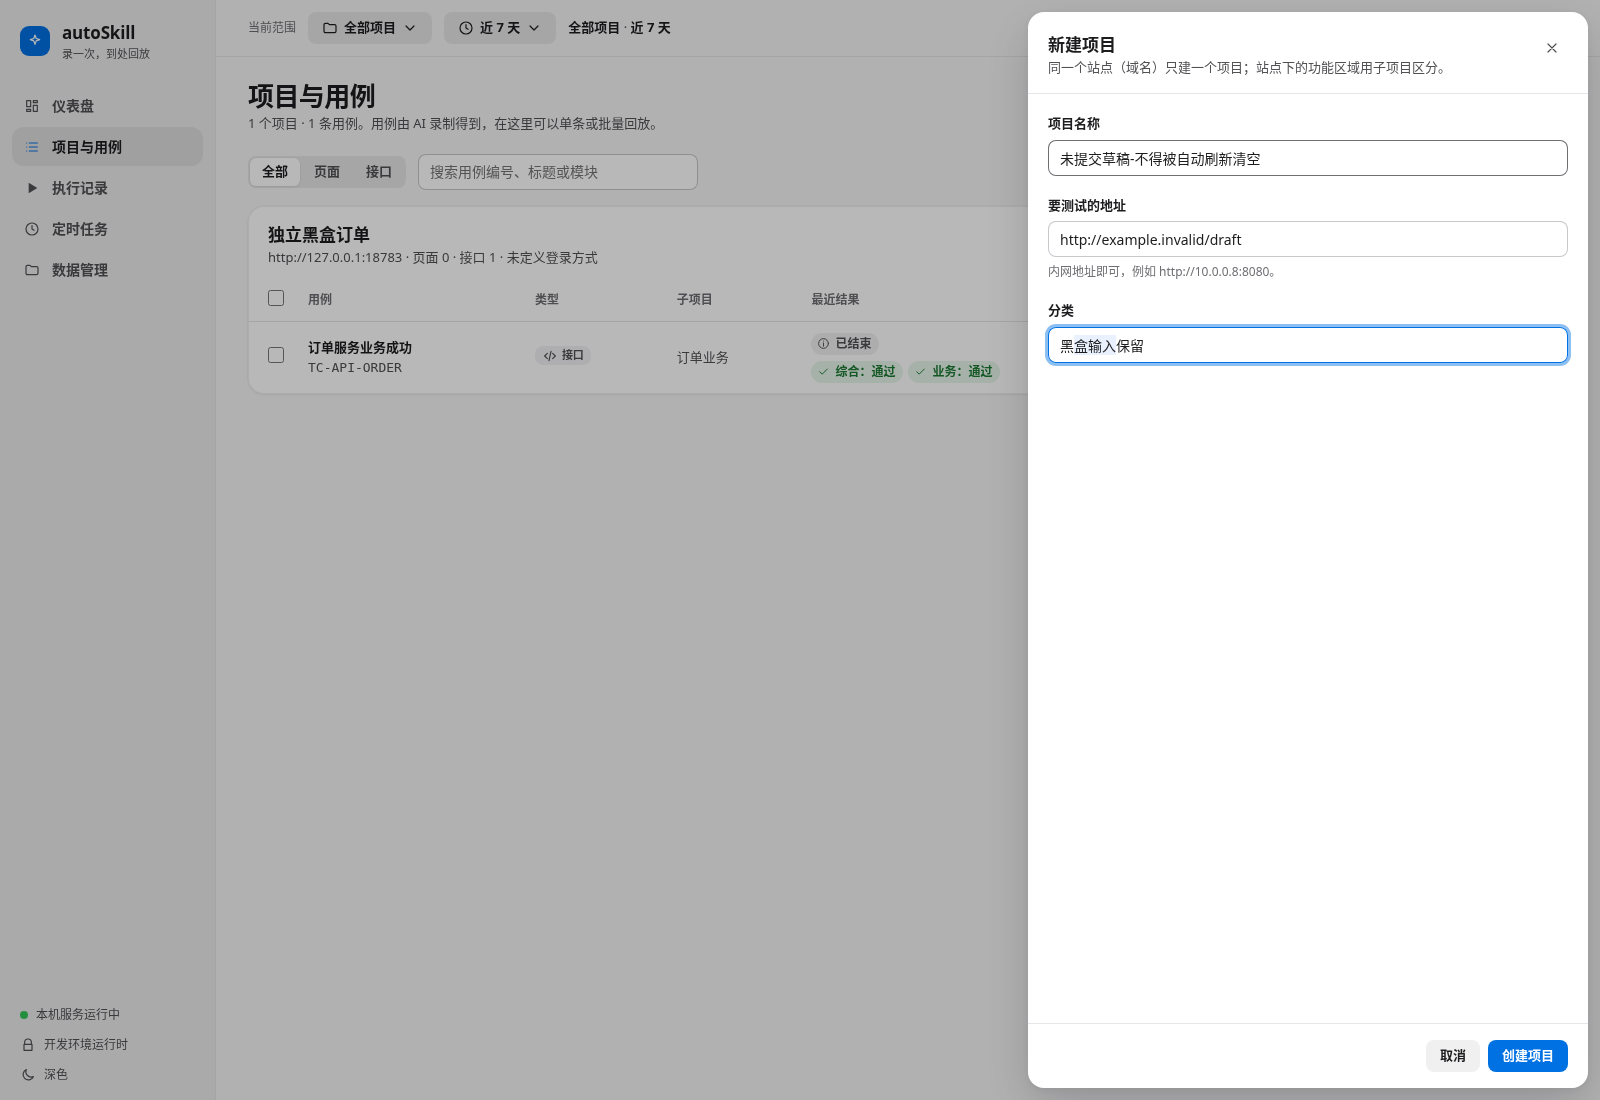 autoSkill
录一次，到处回放
仪表盘
项目与用例
执行记录
定时任务
数据管理
本机服务运行中
开发环境运行时
深色
当前范围
全部项目
近 7 天
全部项目 · 近 7 天
项目与用例
1 个项目 · 1 条用例。用例由 AI 录制得到，在这里可以单条或批量回放。
全部 页面 接口
搜索用例编号、标题或模块
独立黑盒订单
http://127.0.0.1:18783 · 页面 0 · 接口 1 · 未定义登录方式
用例 类型 子项目 最近结果
订单服务业务成功
TC-API-ORDER
接口
订单业务
已结束
综合：通过 业务：通过
新建项目
同一个站点（域名）只建一个项目；站点下的功能区域用子项目区分。
项目名称
未提交草稿-不得被自动刷新清空
要测试的地址
http://example.invalid/draft
内网地址即可，例如 http://10.0.0.8:8080。
分类
黑盒输入保留
取消
创建项目